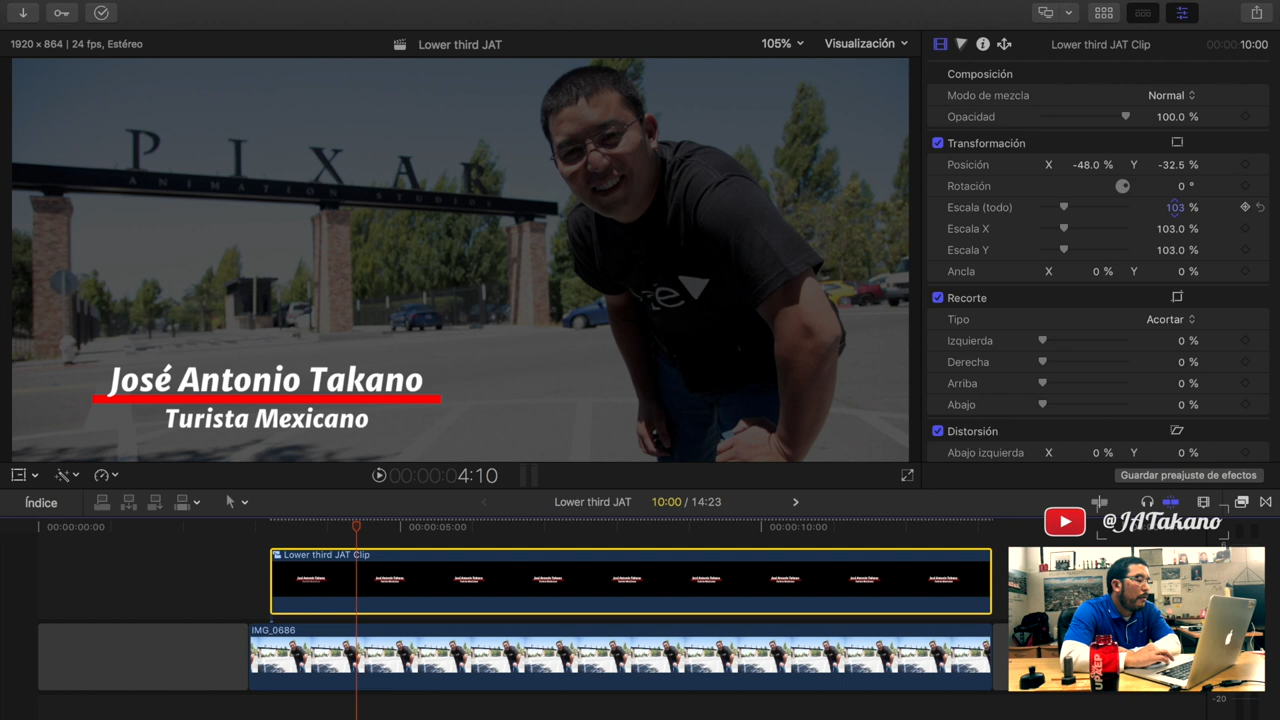 1920 × 864 | 24 fps, Estéreo
Lower third JAT
105%
Visualización
Lower third JAT Clip
00:00:10:00
Composición
Modo de mezcla
Normal
Opacidad
100.0 %
Transformación
Posición X -48.0 % Y -32.5 %
Rotación 0 °
Escala (todo) 103 %
Escala X 103.0 %
Escala Y 103.0 %
Ancla X 0 % Y 0 %
Recorte
Tipo Acortar
Izquierda 0 %
Derecha 0 %
Arriba 0 %
Abajo 0 %
Distorsión
Abajo izquierda X 0 % Y 0 %
Guardar preajuste de efectos
PIXAR
ANIMATION STUDIOS
José Antonio Takano
Turista Mexicano
00:00:04:10
Índice
Lower third JAT
10:00 / 14:23
00:00:00:00
00:00:05:00
00:00:10:00
@JATakano
Lower third JAT Clip
IMG_0686
UPAEP
6
-20